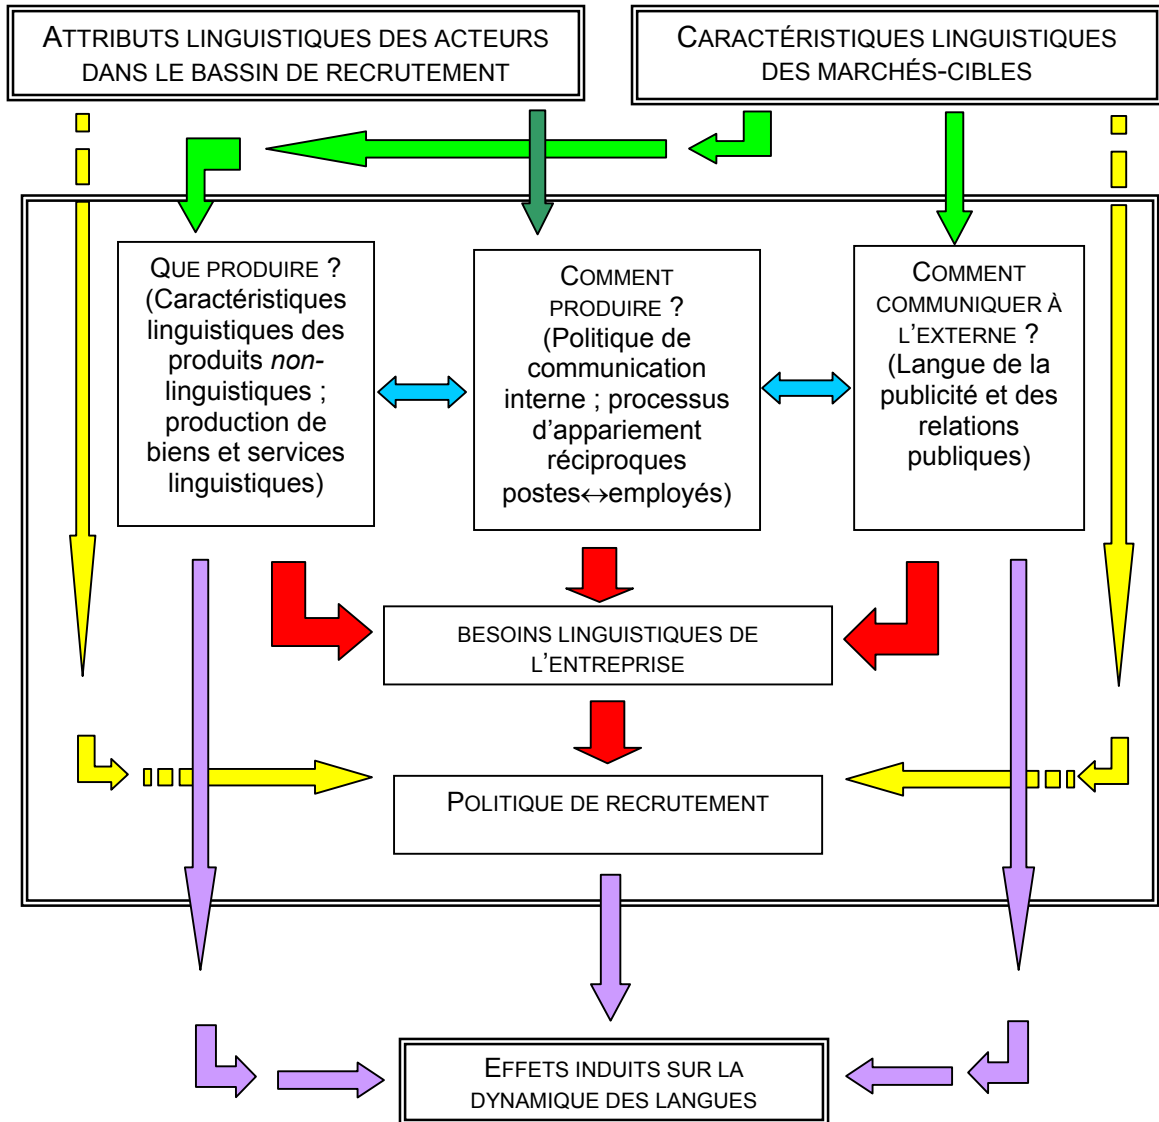 ATTRIBUTS LINGUISTIQUES DES ACTEURS
DANS LE BASSIN DE RECRUTEMENT
CARACTÉRISTIQUES LINGUISTIQUES
DES MARCHÉS-CIBLES
QUE PRODUIRE ?
(Caractéristiques
linguistiques des
produits non-
linguistiques ;
production de
biens et services
linguistiques)
COMMENT
PRODUIRE ?
(Politique de
communication
interne ; processus
d'appariement
réciproques
postes↔employés)
COMMENT
COMMUNIQUER À
L'EXTERNE ?
(Langue de la
publicité et des
relations
publiques)
BESOINS LINGUISTIQUES DE
L'ENTREPRISE
POLITIQUE DE RECRUTEMENT
EFFETS INDUITS SUR LA
DYNAMIQUE DES LANGUES